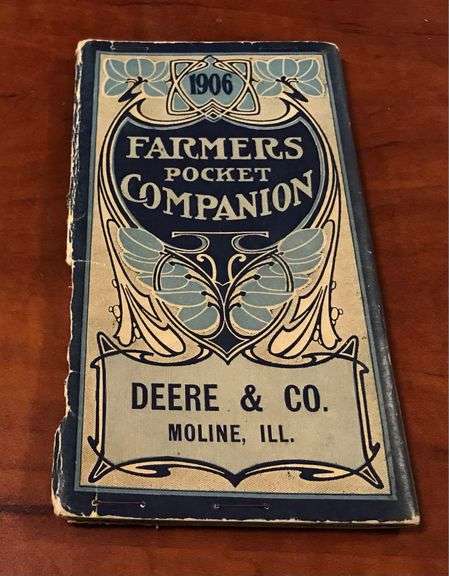 1906
FARMERS
POCKET
COMPANION
DEERE & CO.
MOLINE, ILL.